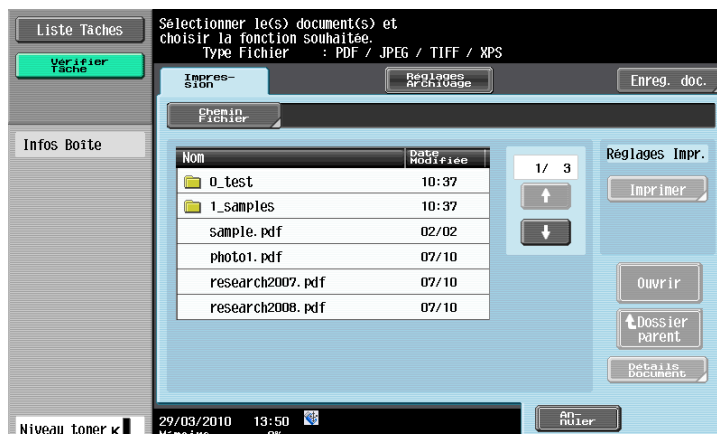 Liste Tâches
Vérifier
Tâche
Infos Boîte
Niveau toner K
Sélectionner le(s) document(s) et
choisir la fonction souhaitée.
Type Fichier : PDF / JPEG / TIFF / XPS
Impres-
sion
Réglages
Archivage
Enreg. doc.
Chemin
Fichier
Nom
Date
Modifiée
0_test 10:37
1_samples 10:37
sample.pdf 02/02
photo1.pdf 07/10
research2007.pdf 07/10
research2008.pdf 07/10
1/ 3
Réglages Impr.
Imprimer
Ouvrir
Dossier
parent
Détails
Document
29/03/2010 13:50
Mémoire 0%
An-
nuler